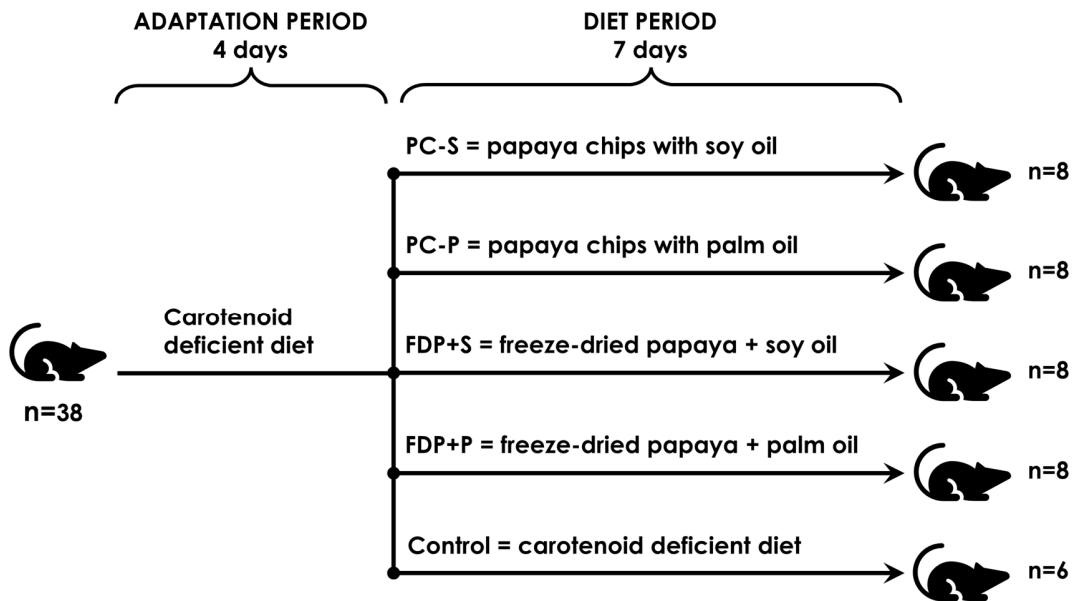 ADAPTATION PERIOD
4 days
DIET PERIOD
7 days
PC-S = papaya chips with soy oil
n=8
PC-P = papaya chips with palm oil
n=8
Carotenoid
deficient diet
n=38
FDP+S = freeze-dried papaya + soy oil
n=8
FDP+P = freeze-dried papaya + palm oil
n=8
Control = carotenoid deficient diet
n=6